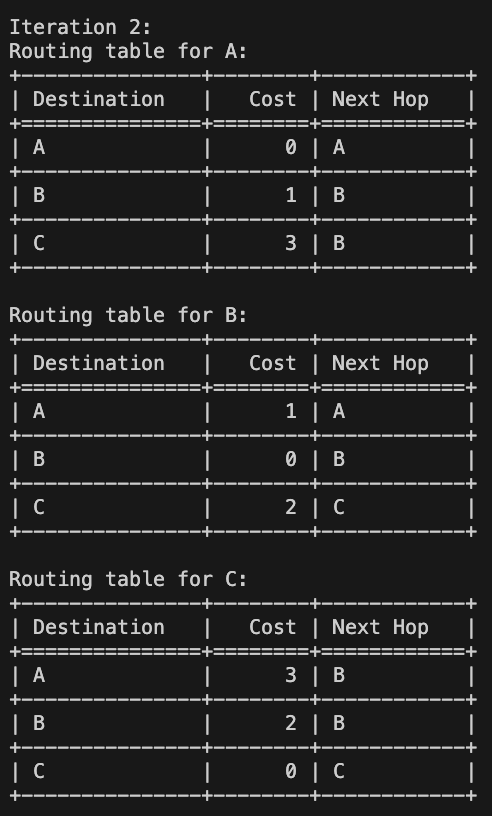 Iteration 2:
Routing table for A:
+---------------+--------+------------+
| Destination   |   Cost | Next Hop   |
+===============+========+============+
| A             |      0 | A          |
+---------------+--------+------------+
| B             |      1 | B          |
+---------------+--------+------------+
| C             |      3 | B          |
+---------------+--------+------------+

Routing table for B:
+---------------+--------+------------+
| Destination   |   Cost | Next Hop   |
+===============+========+============+
| A             |      1 | A          |
+---------------+--------+------------+
| B             |      0 | B          |
+---------------+--------+------------+
| C             |      2 | C          |
+---------------+--------+------------+

Routing table for C:
+---------------+--------+------------+
| Destination   |   Cost | Next Hop   |
+===============+========+============+
| A             |      3 | B          |
+---------------+--------+------------+
| B             |      2 | B          |
+---------------+--------+------------+
| C             |      0 | C          |
+---------------+--------+------------+